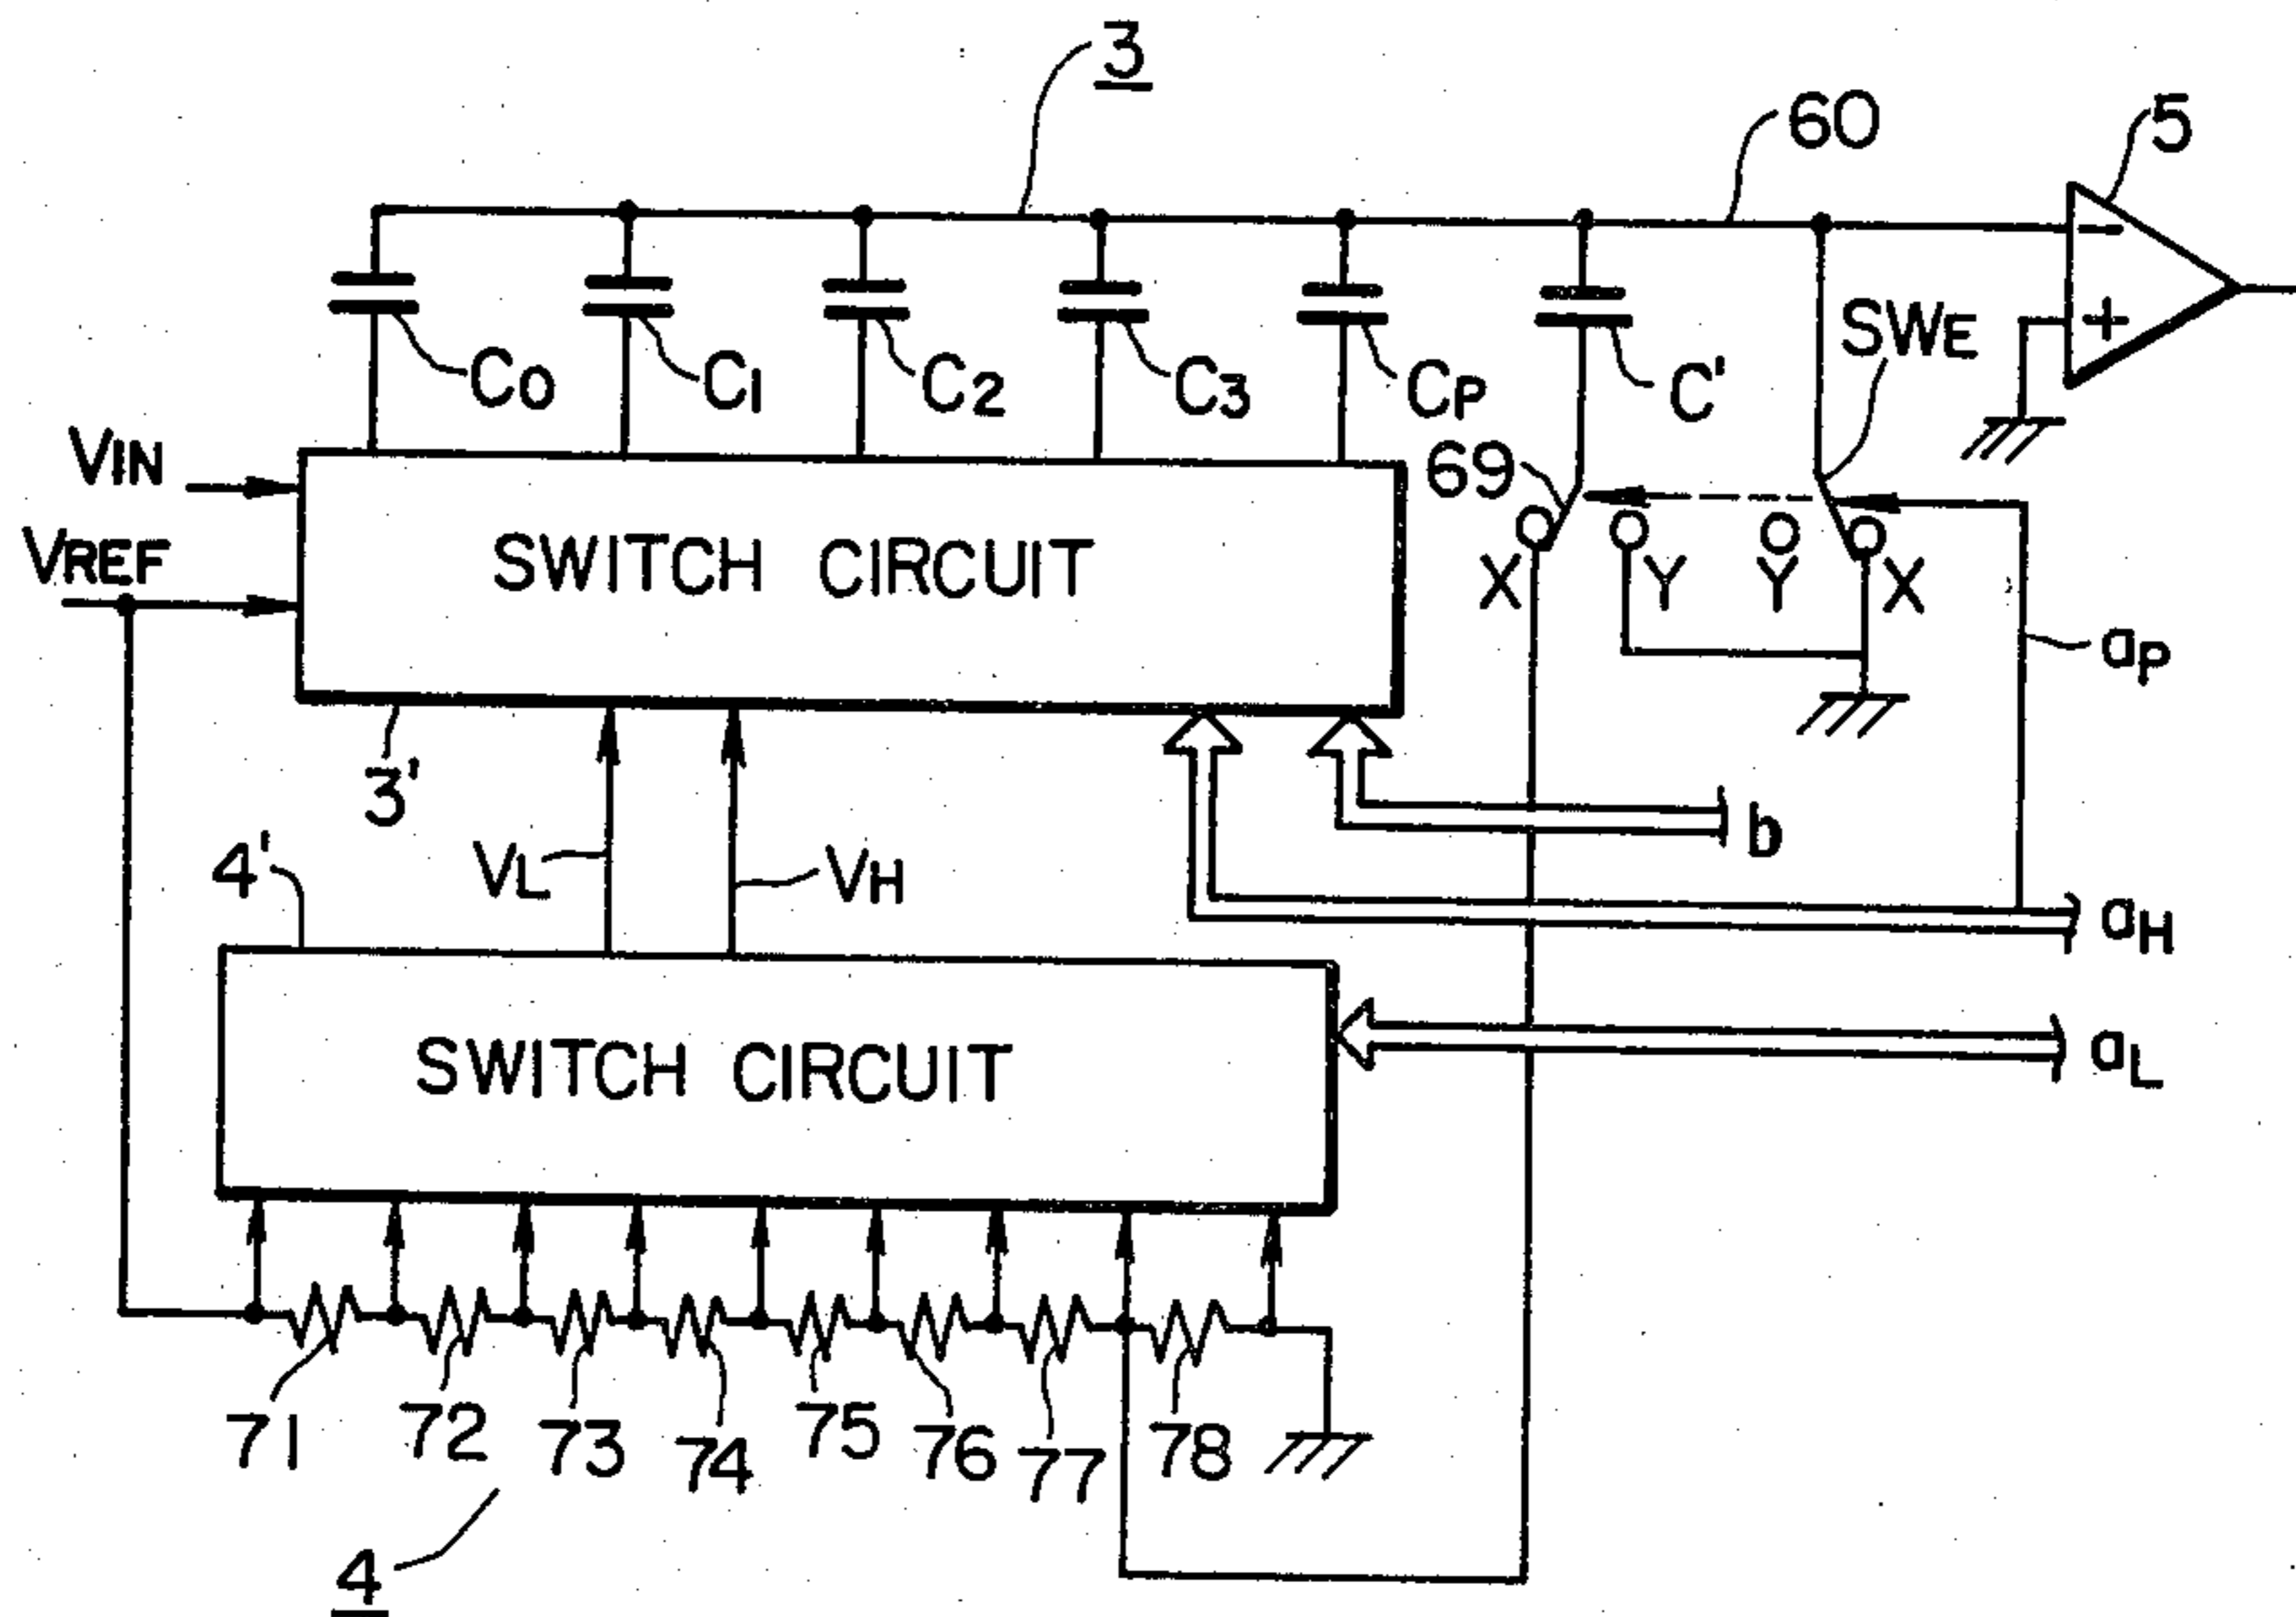 3
60
5
C0
C1
C2
C3
CP
C'
SWE
−
+
VIN
VREF
SWITCH CIRCUIT
69
X
Y
Y
X
aP
3'
VL
VH
b
4'
aH
SWITCH CIRCUIT
aL
71
72
73
74
75
76
77
78
4